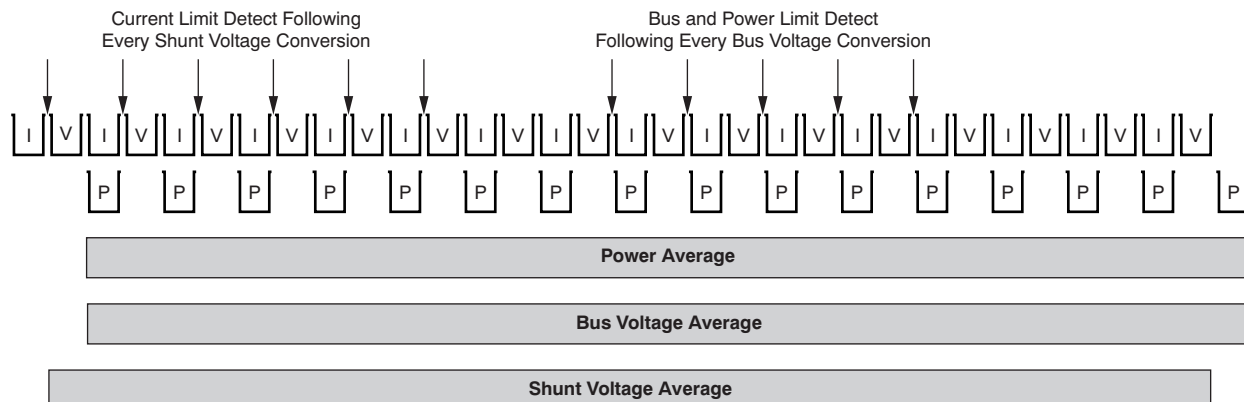 Current Limit Detect Following
Every Shunt Voltage Conversion
Bus and Power Limit Detect
Following Every Bus Voltage Conversion
I V I V I V I V I V I V I V I V I V I V I V I V I V I V I V I V
P P P P P P P P P P P P P P P P
Power Average
Bus Voltage Average
Shunt Voltage Average